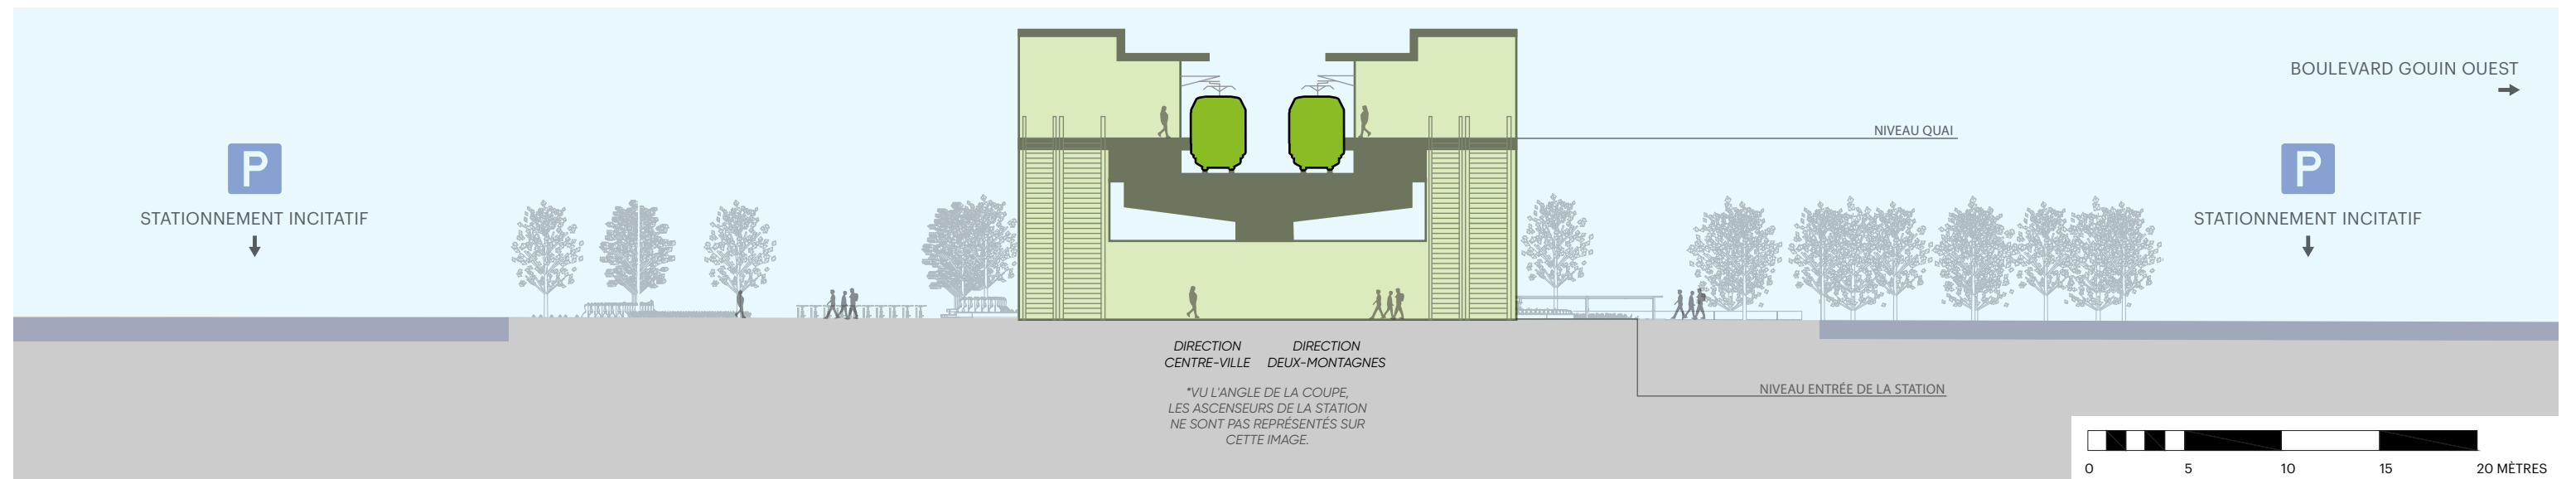 BOULEVARD GOUIN OUEST
NIVEAU QUAI
P
STATIONNEMENT INCITATIF
P
STATIONNEMENT INCITATIF
DIRECTION
CENTRE-VILLE
DIRECTION
DEUX-MONTAGNES
*VU L'ANGLE DE LA COUPE,
LES ASCENSEURS DE LA STATION
NE SONT PAS REPRÉSENTÉS SUR
CETTE IMAGE.
NIVEAU ENTRÉE DE LA STATION
0 5 10 15 20 MÈTRES